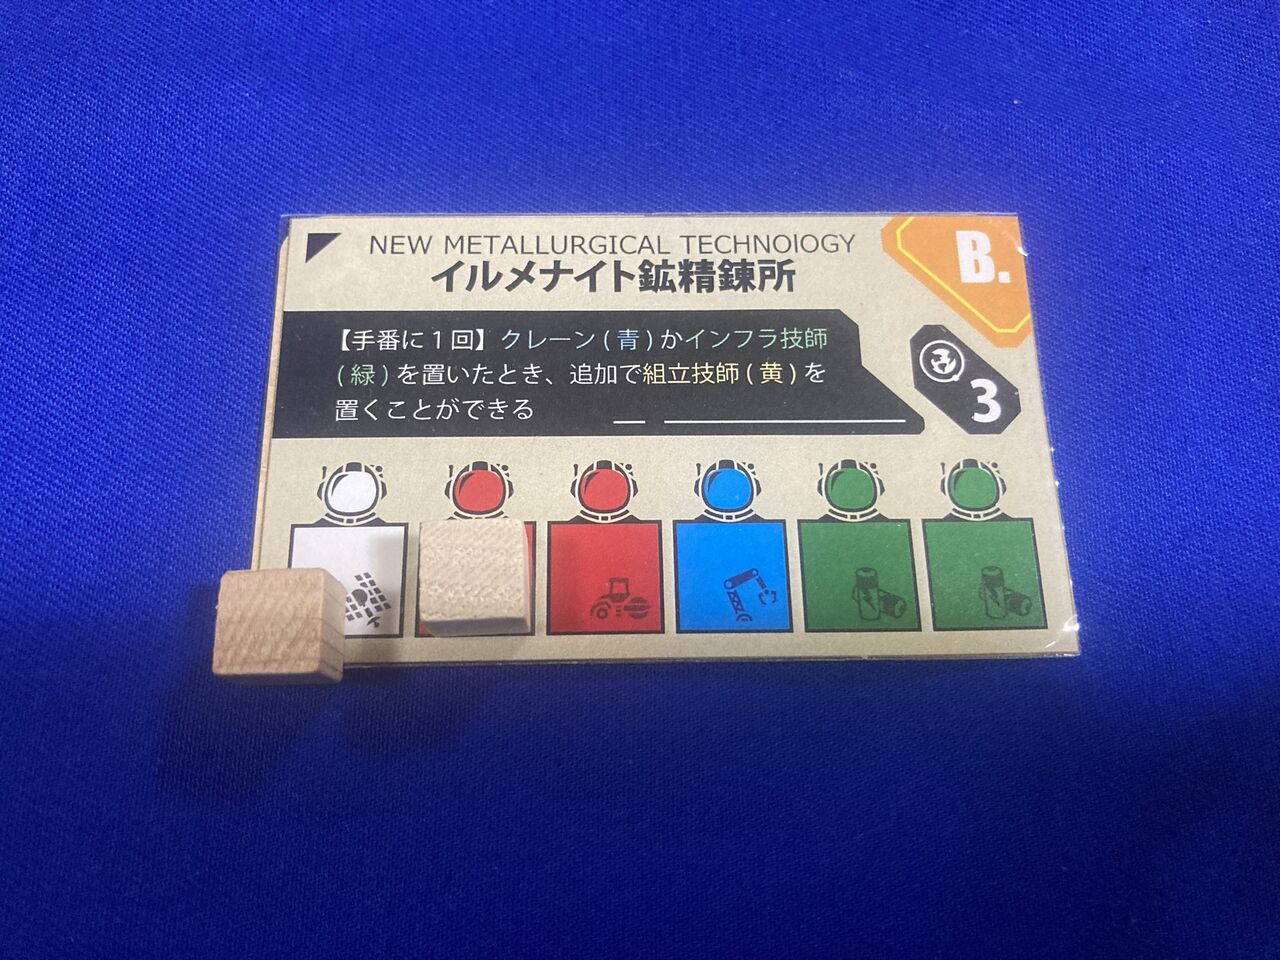 NEW METALLURGICAL TECHNOlOGY
イルメナイト鉱精錬所
B.
【手番に1回】クレーン(青)かインフラ技師
(緑)を置いたとき、追加で組立技師(黄)を
置くことができる
3